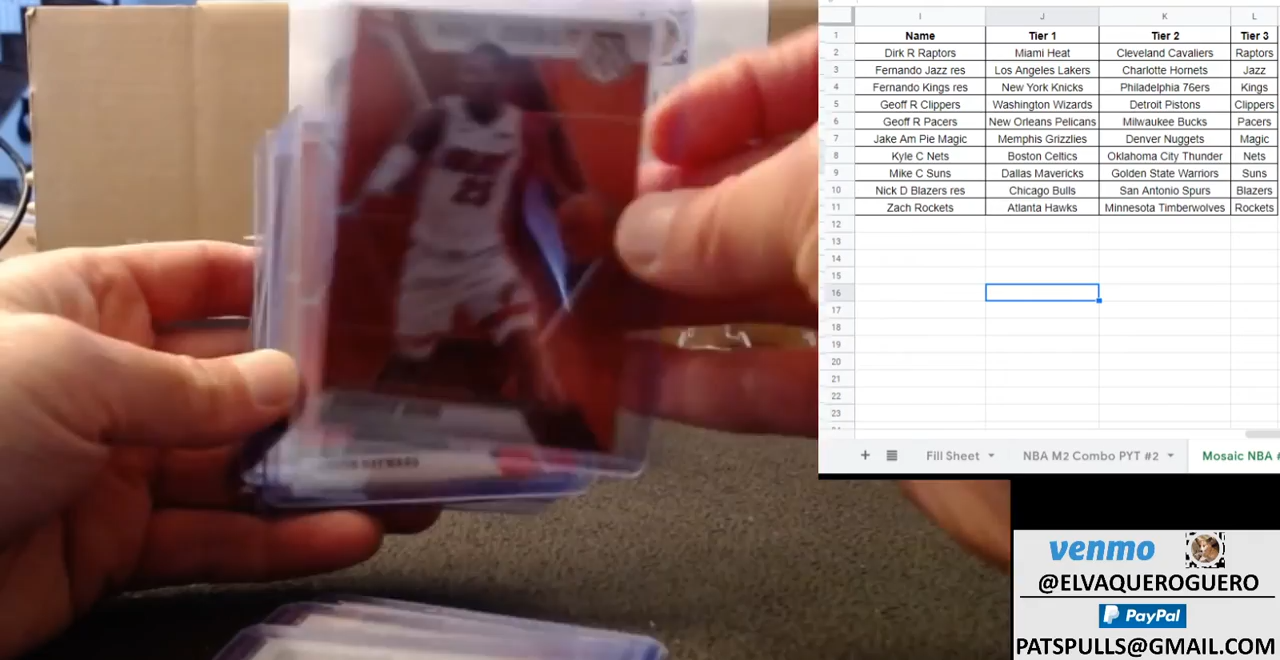 I J K L
1 Name Tier 1 Tier 2 Tier 3
2 Dirk R Raptors Miami Heat Cleveland Cavaliers Raptors
3 Fernando Jazz res Los Angeles Lakers Charlotte Hornets Jazz
4 Fernando Kings res New York Knicks Philadelphia 76ers Kings
5 Geoff R Clippers Washington Wizards Detroit Pistons Clippers
6 Geoff R Pacers New Orleans Pelicans Milwaukee Bucks Pacers
7 Jake Am Pie Magic Memphis Grizzlies Denver Nuggets Magic
8 Kyle C Nets Boston Celtics Oklahoma City Thunder Nets
9 Mike C Suns Dallas Mavericks Golden State Warriors Suns
10 Nick D Blazers res Chicago Bulls San Antonio Spurs Blazers
11 Zach Rockets Atlanta Hawks Minnesota Timberwolves Rockets
12
13
14
15
16
17
18
19
20
21
22
23
+ Fill Sheet NBA M2 Combo PYT #2 Mosaic NBA #
HEAT
HAYWARD
venmo
@ELVAQUEROGUERO
PayPal
PATSPULLS@GMAIL.COM